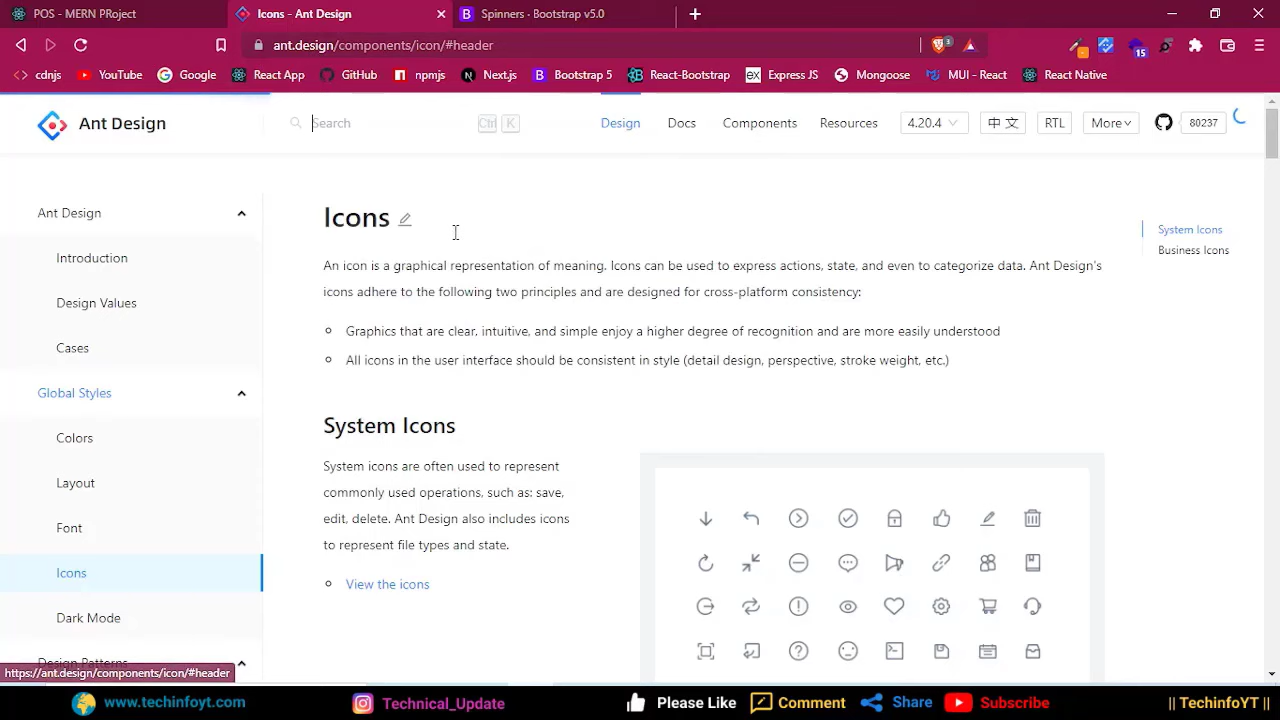 POS - MERN PRoject
Icons - Ant Design
Spinners · Bootstrap v5.0
ant.design/components/icon/#header
3
15
cdnjs
YouTube
Google
React App
GitHub
npmjs
Next.js
Bootstrap 5
React-Bootstrap
ex Express JS
Mongoose
MUI - React
React Native
Ant Design
Search
Ctrl K
Design
Docs
Components
Resources
4.20.4
中 文
RTL
More
80237
Ant Design
Introduction
Design Values
Cases
Global Styles
Colors
Layout
Font
Icons
Dark Mode
Design Patterns
https://ant.design/components/icon/#header
Icons
An icon is a graphical representation of meaning. Icons can be used to express actions, state, and even to categorize data. Ant Design's
icons adhere to the following two principles and are designed for cross-platform consistency:
Graphics that are clear, intuitive, and simple enjoy a higher degree of recognition and are more easily understood
All icons in the user interface should be consistent in style (detail design, perspective, stroke weight, etc.)
System Icons
System icons are often used to represent
commonly used operations, such as: save,
edit, delete. Ant Design also includes icons
to represent file types and state.
View the icons
System Icons
Business Icons
www.techinfoyt.com
Technical_Update
Please Like
Comment
Share
Subscribe
|| TechinfoYT ||